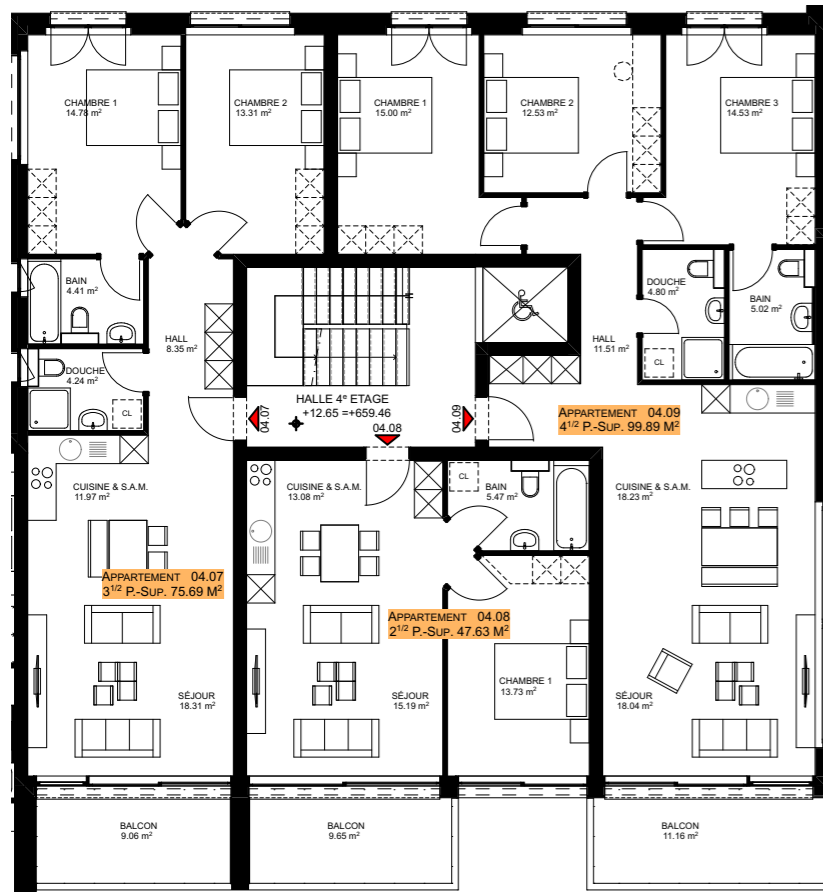 CHAMBRE 1
14.78 m²
CHAMBRE 2
13.31 m²
CHAMBRE 1
15.00 m²
CHAMBRE 2
12.53 m²
CHAMBRE 3
14.53 m²
BAIN
4.41 m²
DOUCHE
4.80 m²
BAIN
5.02 m²
HALL
8.35 m²
HALL
11.51 m²
DOUCHE
4.24 m²
CL
CL
HALLE 4ᵉ ETAGE
+12.65 =+659.46
04.07
04.08
04.09
APPARTEMENT 04.09
4¹/² P.-SUP. 99.89 M²
CUISINE & S.A.M.
11.97 m²
CUISINE & S.A.M.
13.08 m²
CL
BAIN
5.47 m²
CUISINE & S.A.M.
18.23 m²
APPARTEMENT 04.07
3¹/² P.-SUP. 75.69 M²
APPARTEMENT 04.08
2¹/² P.-SUP. 47.63 M²
CHAMBRE 1
13.73 m²
SÉJOUR
18.31 m²
SÉJOUR
15.19 m²
SÉJOUR
18.04 m²
BALCON
9.06 m²
BALCON
9.65 m²
BALCON
11.16 m²